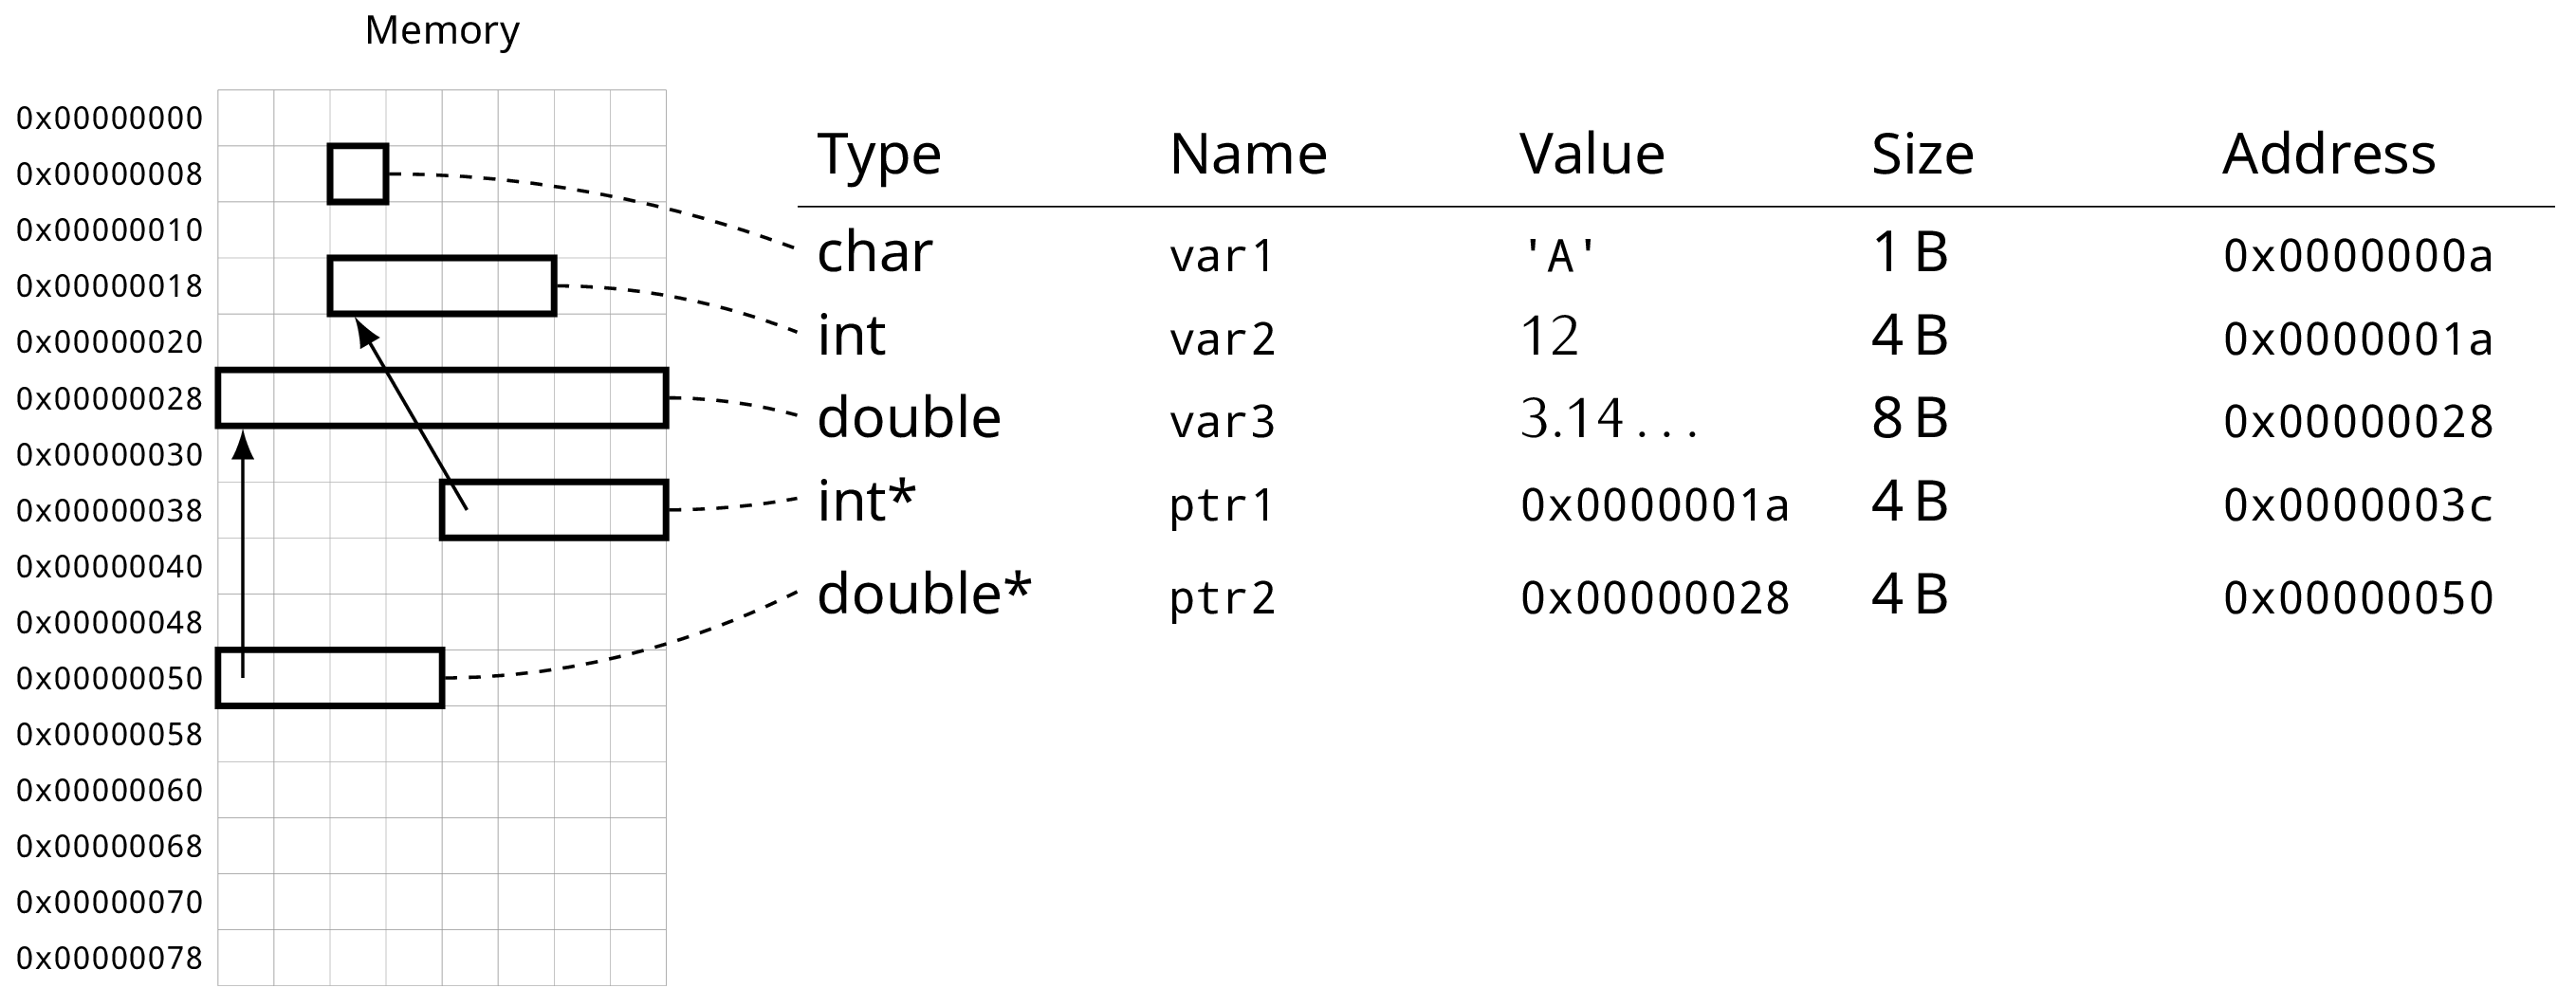 Memory
0x00000000
0x00000008
0x00000010
0x00000018
0x00000020
0x00000028
0x00000030
0x00000038
0x00000040
0x00000048
0x00000050
0x00000058
0x00000060
0x00000068
0x00000070
0x00000078
Type Name Value Size Address
char var1 'A' 1 B 0x0000000a
int var2 12 4 B 0x0000001a
double var3 3.14 . . . 8 B 0x00000028
int* ptr1 0x0000001a 4 B 0x0000003c
double* ptr2 0x00000028 4 B 0x00000050